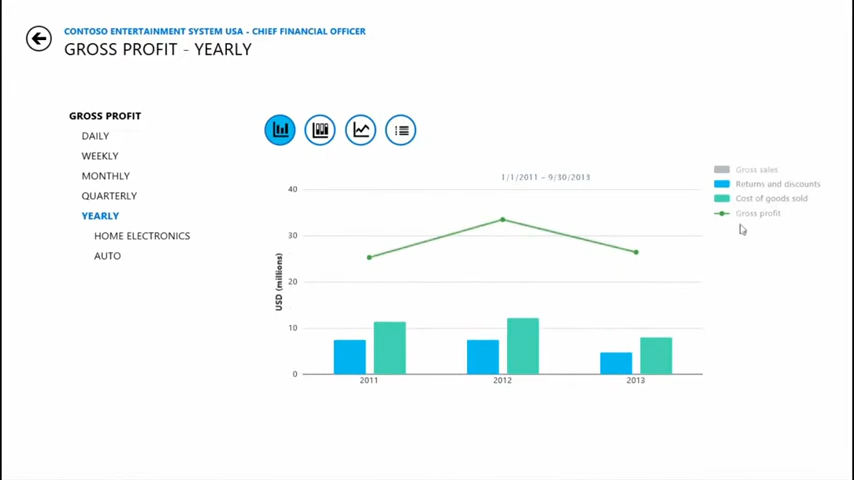 CONTOSO ENTERTAINMENT SYSTEM USA - CHIEF FINANCIAL OFFICER
GROSS PROFIT - YEARLY
GROSS PROFIT
DAILY
WEEKLY
MONTHLY
QUARTERLY
YEARLY
HOME ELECTRONICS
AUTO
1/1/2011 - 9/30/2013
Gross sales
Returns and discounts
Cost of goods sold
Gross profit
USD (millions)
40
30
20
10
0
2011
2012
2013